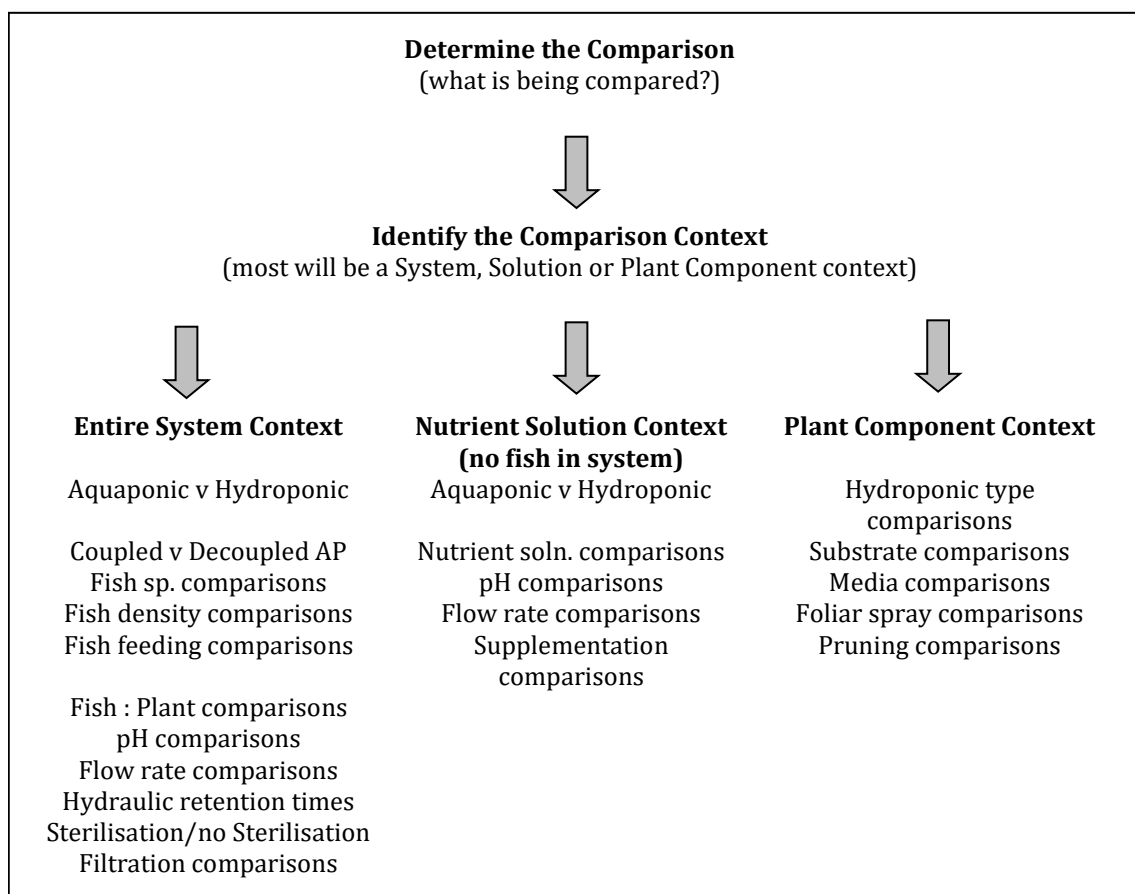 Determine the Comparison
(what is being compared?)
Identify the Comparison Context
(most will be a System, Solution or Plant Component context)
Entire System Context
Aquaponic v Hydroponic
Coupled v Decoupled AP
Fish sp. comparisons
Fish density comparisons
Fish feeding comparisons
Fish : Plant comparisons
pH comparisons
Flow rate comparisons
Hydraulic retention times
Sterilisation/no Sterilisation
Filtration comparisons
Nutrient Solution Context
(no fish in system)
Aquaponic v Hydroponic
Nutrient soln. comparisons
pH comparisons
Flow rate comparisons
Supplementation
comparisons
Plant Component Context
Hydroponic type
comparisons
Substrate comparisons
Media comparisons
Foliar spray comparisons
Pruning comparisons